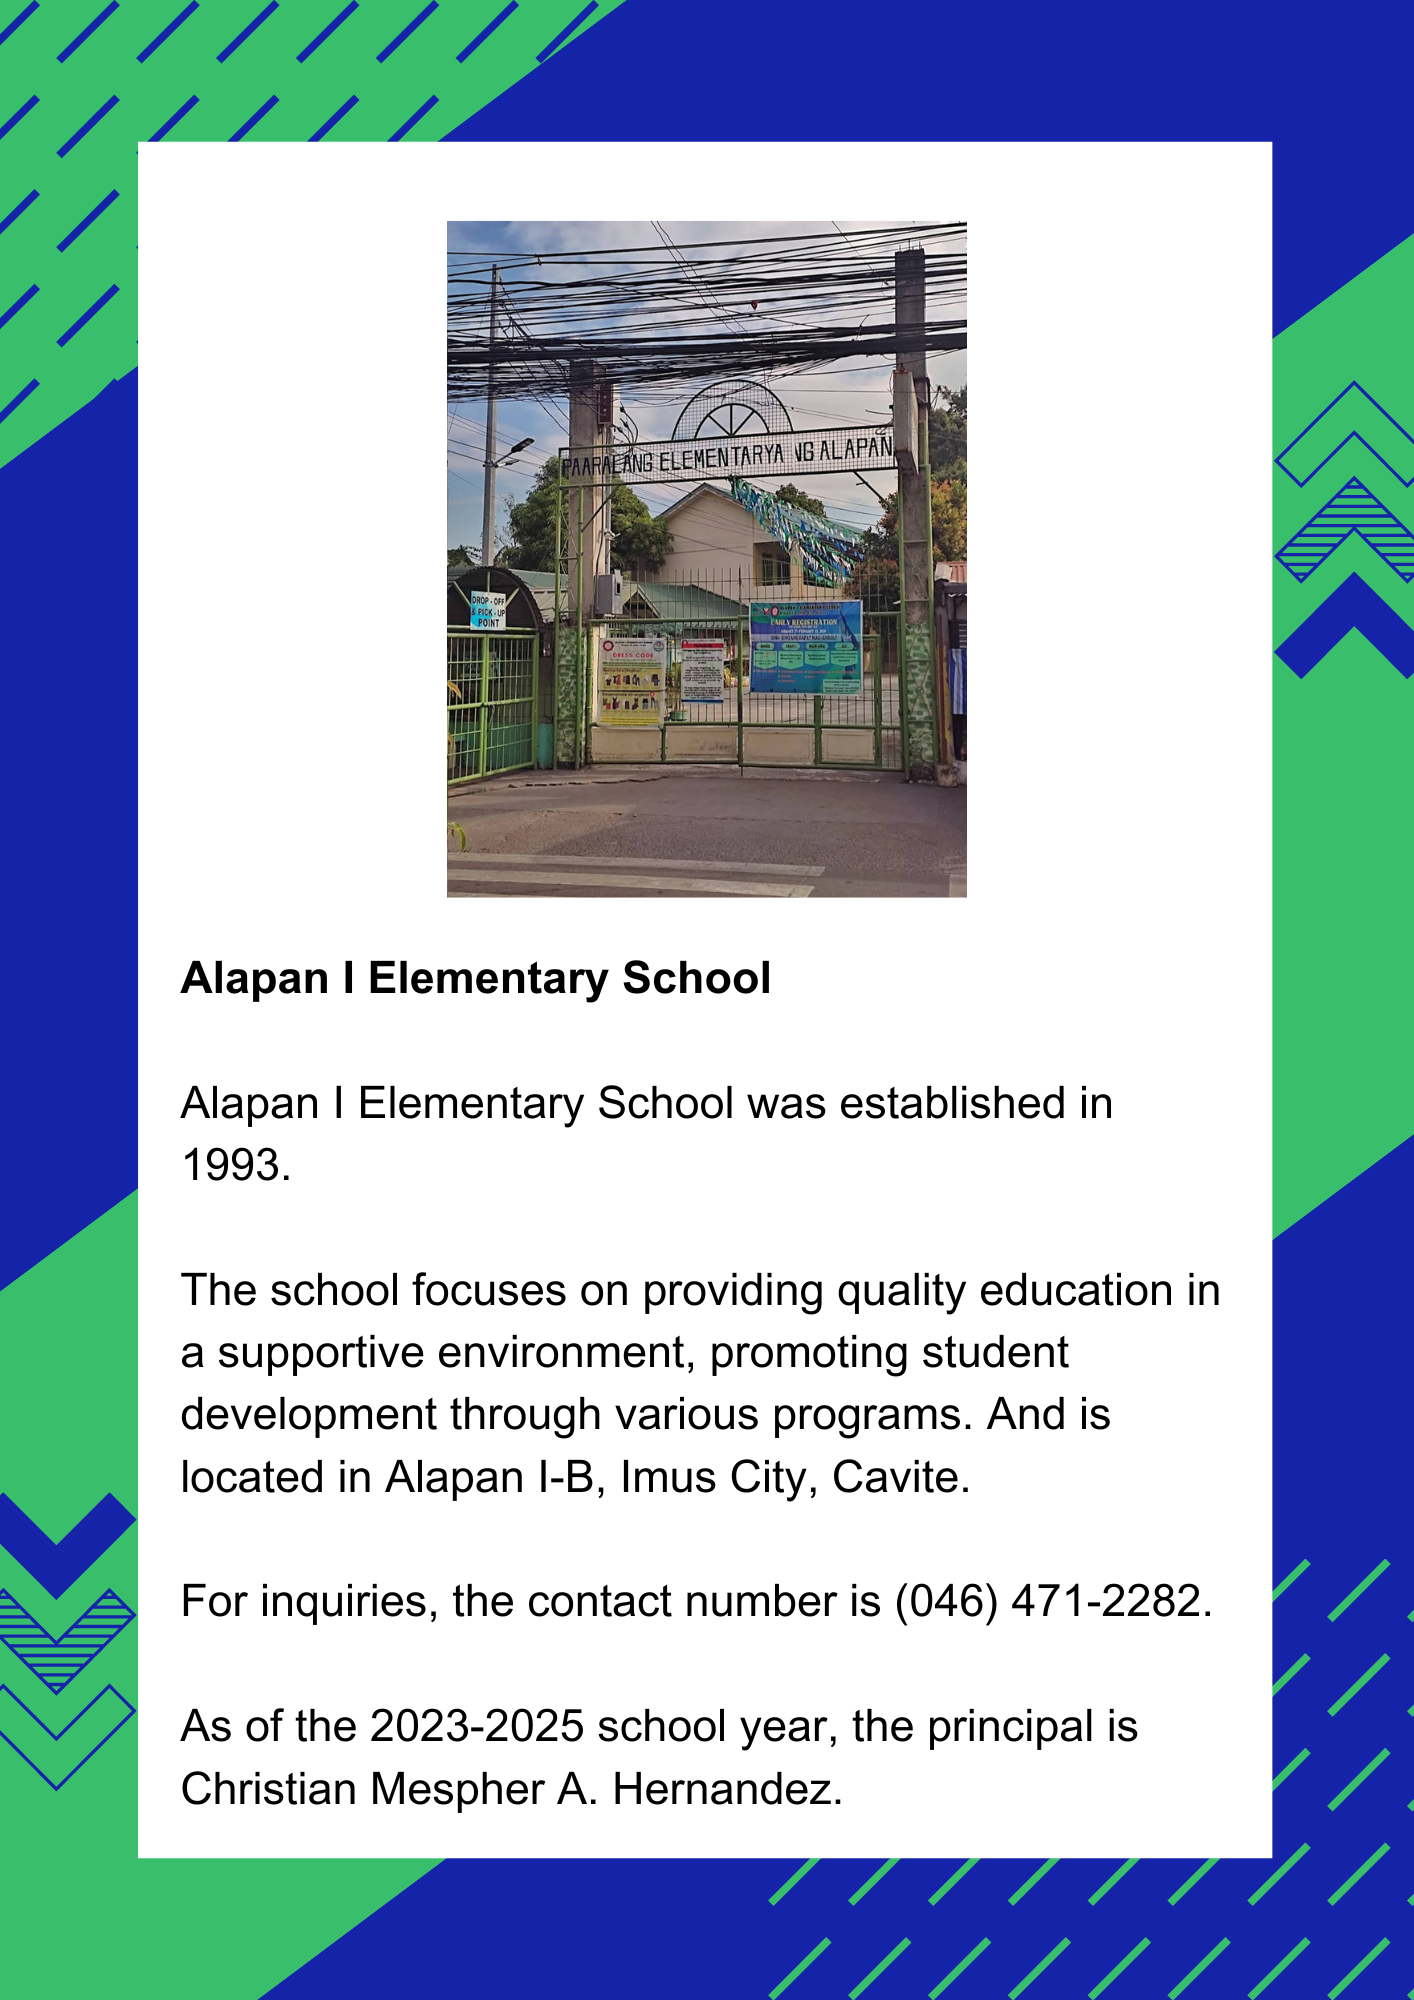 PAARALANG ELEMENTARYA NG ALAPAN
DROP - OFF
& PICK - UP
POINT
DRESS CODE
EARLY REGISTRATION
Alapan I Elementary School
Alapan I Elementary School was established in
1993.
The school focuses on providing quality education in
a supportive environment, promoting student
development through various programs. And is
located in Alapan I-B, Imus City, Cavite.
For inquiries, the contact number is (046) 471-2282.
As of the 2023-2025 school year, the principal is
Christian Mespher A. Hernandez.